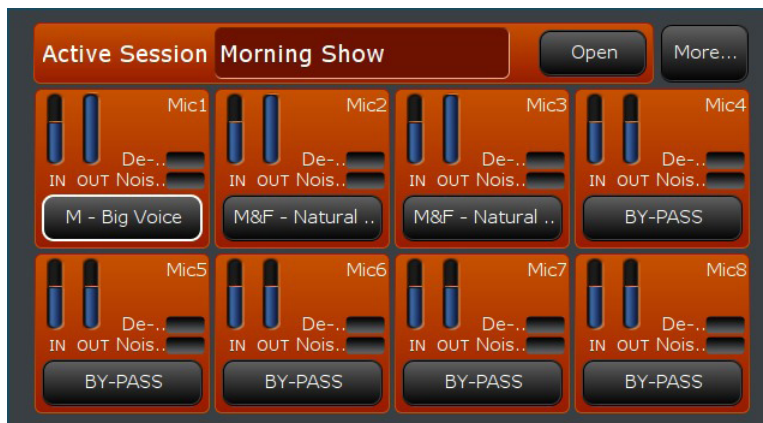 Active Session Morning Show Open More...
Mic1 Mic2 Mic3 Mic4
De-.. De-.. De-.. De-..
IN OUT Nois.. IN OUT Nois.. IN OUT Nois.. IN OUT Nois..
M - Big Voice M&F - Natural .. M&F - Natural .. BY-PASS
Mic5 Mic6 Mic7 Mic8
De-.. De-.. De-.. De-..
IN OUT Nois.. IN OUT Nois.. IN OUT Nois.. IN OUT Nois..
BY-PASS BY-PASS BY-PASS BY-PASS